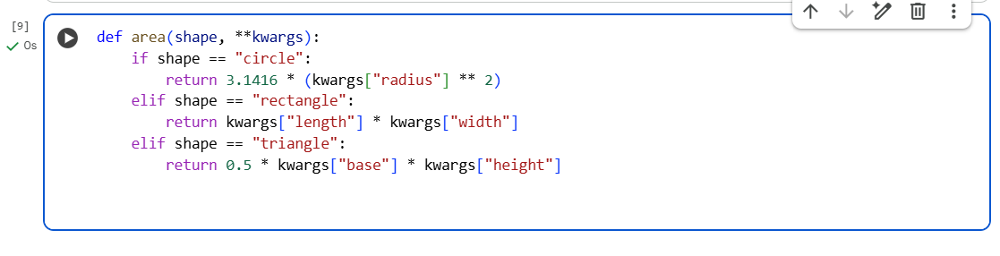 [9]
0s
def area(shape, **kwargs):
    if shape == "circle":
        return 3.1416 * (kwargs["radius"] ** 2)
    elif shape == "rectangle":
        return kwargs["length"] * kwargs["width"]
    elif shape == "triangle":
        return 0.5 * kwargs["base"] * kwargs["height"]